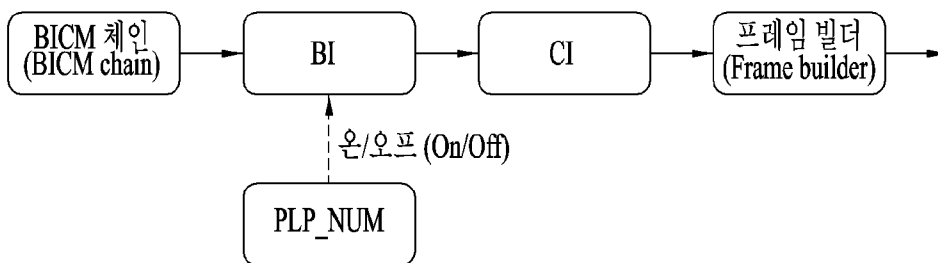 BICM 체인
(BICM chain)
BI
CI
프레임 빌더
(Frame builder)
온/오프 (On/Off)
PLP_NUM